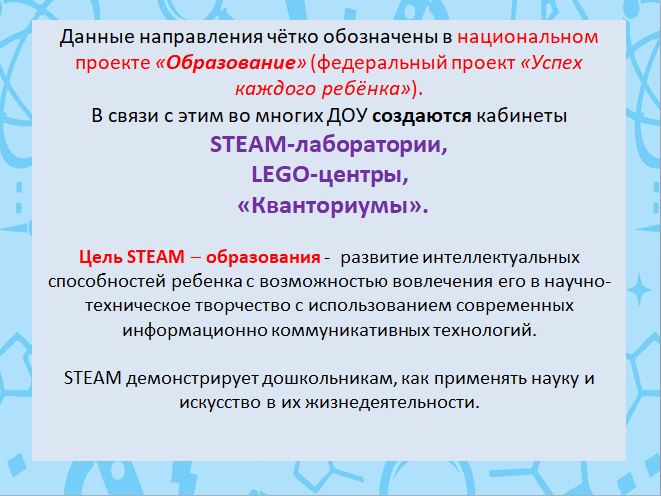 Данные направления чётко обозначены в национальном
проекте «Образование» (федеральный проект «Успех
каждого ребёнка»).
В связи с этим во многих ДОУ создаются кабинеты
STEAM-лаборатории,
LEGO-центры,
«Кванториумы».
Цель STEAM – образования - развитие интеллектуальных
способностей ребенка с возможностью вовлечения его в научно-
техническое творчество с использованием современных
информационно коммуникативных технологий.
STEAM демонстрирует дошкольникам, как применять науку и
искусство в их жизнедеятельности.